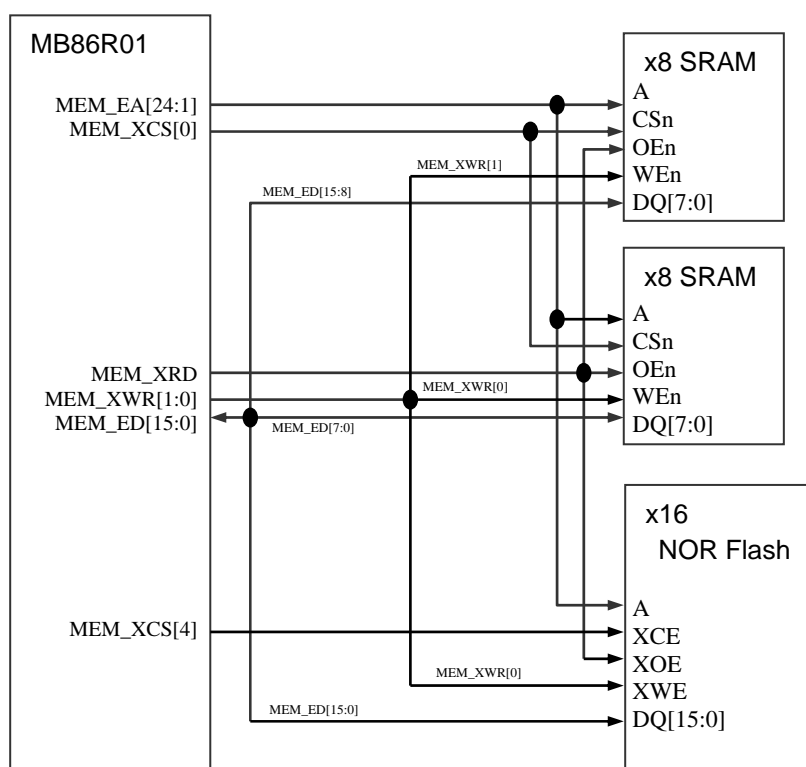 MB86R01
MEM_EA[24:1]
MEM_XCS[0]
MEM_XRD
MEM_XWR[1:0]
MEM_ED[15:0]
MEM_XCS[4]
MEM_XWR[1]
MEM_ED[15:8]
MEM_XWR[0]
MEM_ED[7:0]
MEM_XWR[0]
MEM_ED[15:0]
x8 SRAM
A
CSn
OEn
WEn
DQ[7:0]
x8 SRAM
A
CSn
OEn
WEn
DQ[7:0]
x16
NOR Flash
A
XCE
XOE
XWE
DQ[15:0]